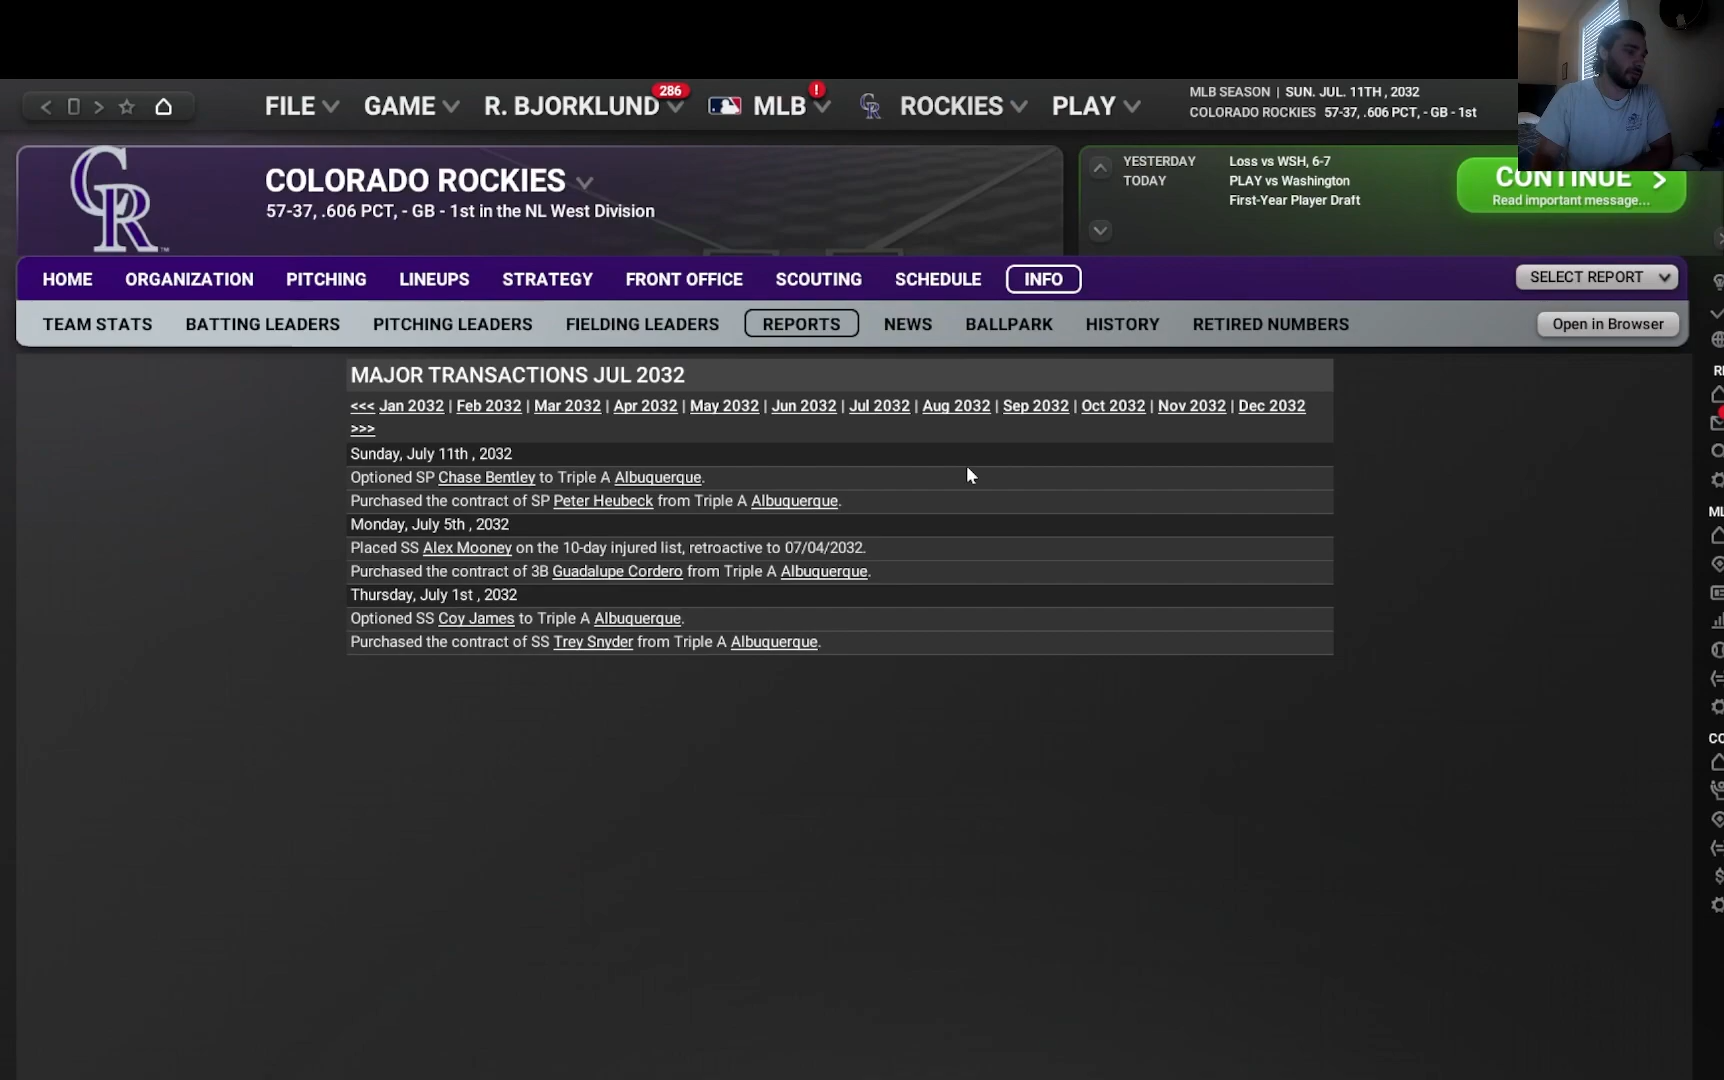 FILE GAME R. BJORKLUND 286 MLB ! ROCKIES PLAY
MLB SEASON | SUN. JUL. 11TH , 2032
COLORADO ROCKIES 57-37, .606 PCT, - GB - 1st
COLORADO ROCKIES
57-37, .606 PCT, - GB - 1st in the NL West Division
YESTERDAY Loss vs WSH, 6-7
TODAY PLAY vs Washington
First-Year Player Draft
CONTINUE
Read important message...
HOME ORGANIZATION PITCHING LINEUPS STRATEGY FRONT OFFICE SCOUTING SCHEDULE INFO SELECT REPORT
TEAM STATS BATTING LEADERS PITCHING LEADERS FIELDING LEADERS REPORTS NEWS BALLPARK HISTORY RETIRED NUMBERS Open in Browser
MAJOR TRANSACTIONS JUL 2032
<<< Jan 2032 | Feb 2032 | Mar 2032 | Apr 2032 | May 2032 | Jun 2032 | Jul 2032 | Aug 2032 | Sep 2032 | Oct 2032 | Nov 2032 | Dec 2032
>>>
Sunday, July 11th , 2032
Optioned SP Chase Bentley to Triple A Albuquerque.
Purchased the contract of SP Peter Heubeck from Triple A Albuquerque.
Monday, July 5th , 2032
Placed SS Alex Mooney on the 10-day injured list, retroactive to 07/04/2032.
Purchased the contract of 3B Guadalupe Cordero from Triple A Albuquerque.
Thursday, July 1st , 2032
Optioned SS Coy James to Triple A Albuquerque.
Purchased the contract of SS Trey Snyder from Triple A Albuquerque.